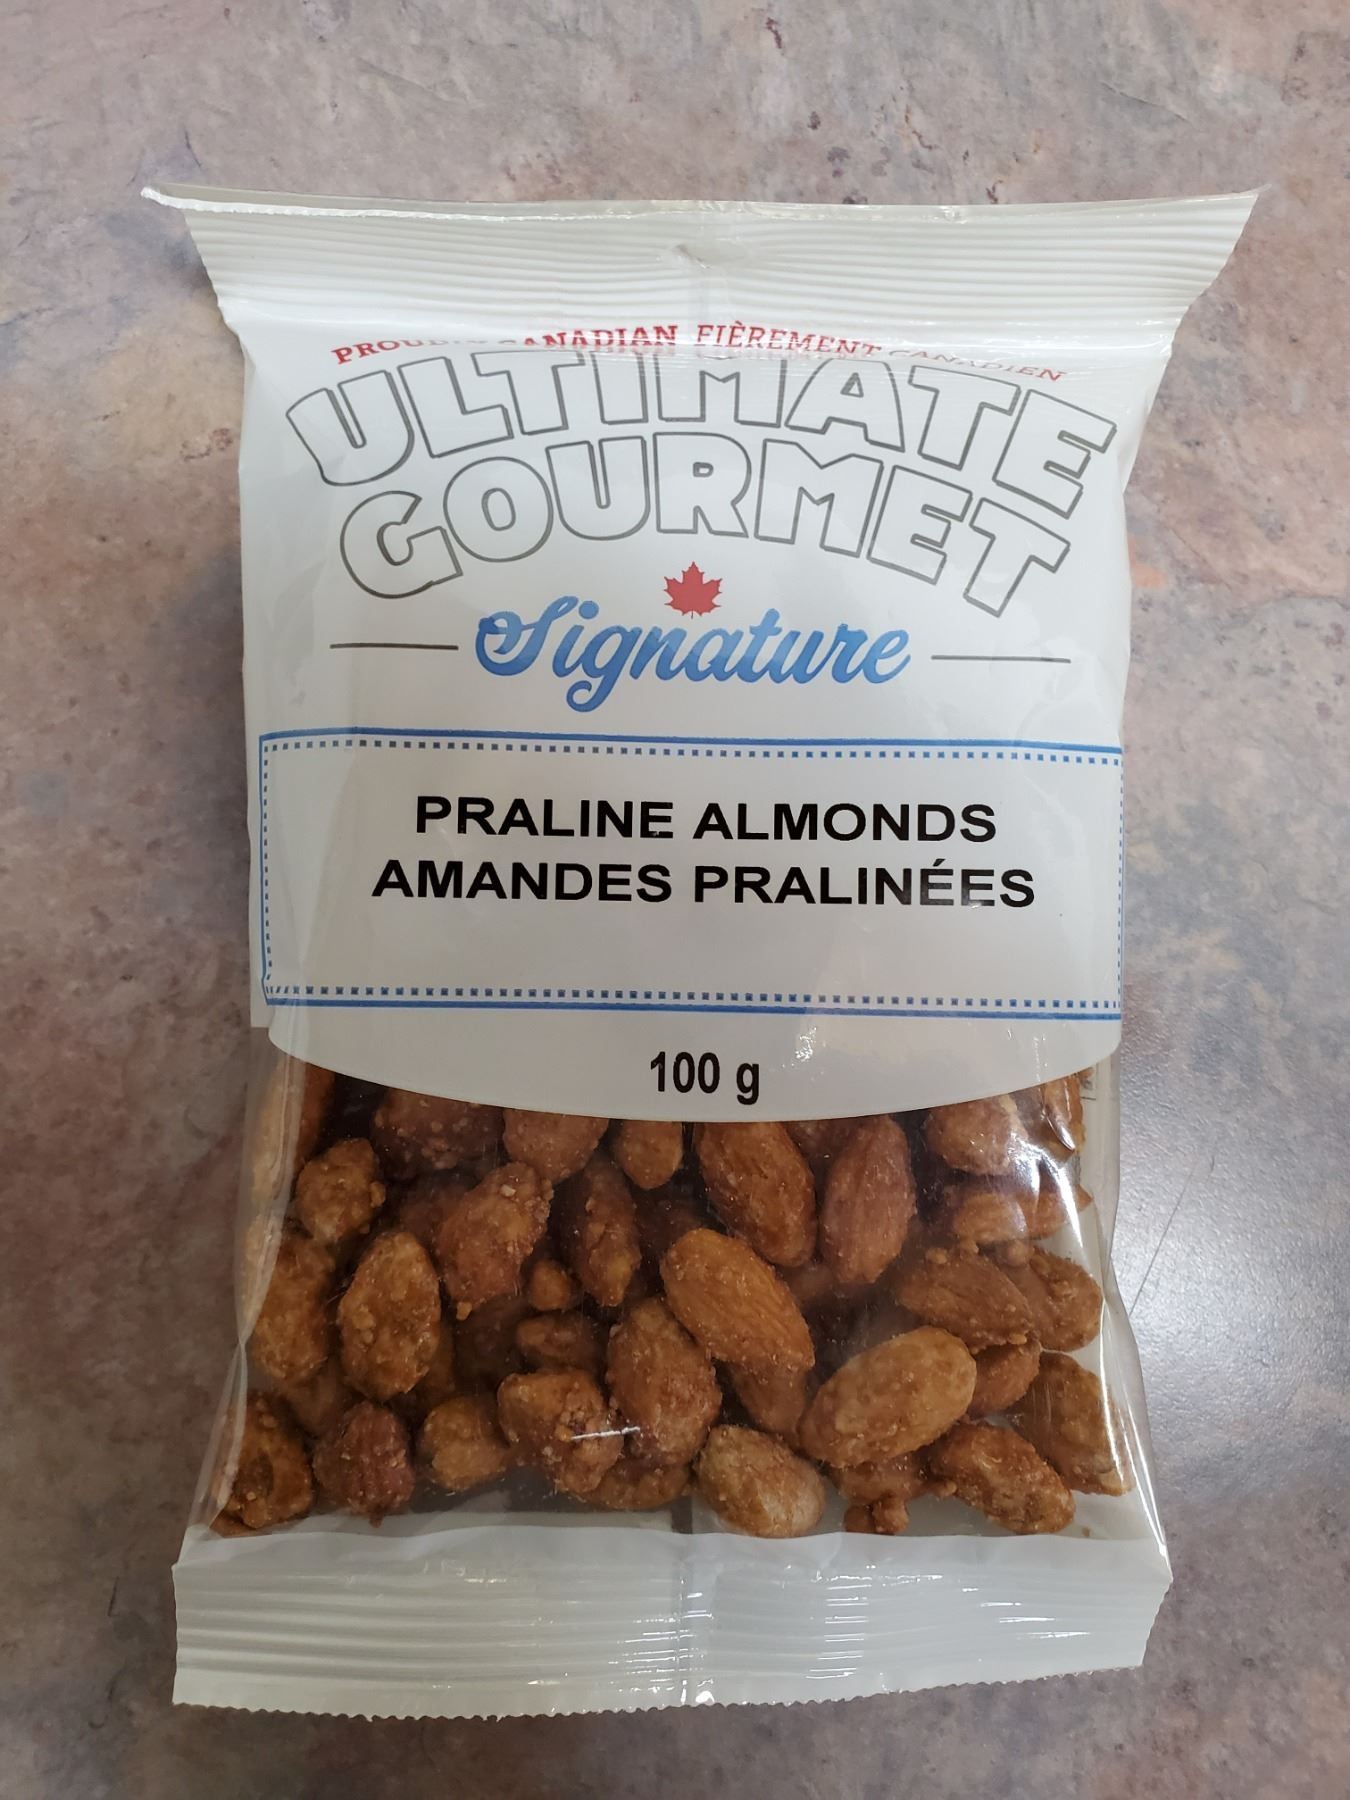 PROUDLY CANADIAN FIÈREMENT CANADIEN
ULTIMATE
GOURMET
Signature
PRALINE ALMONDS
AMANDES PRALINÉES
100 g